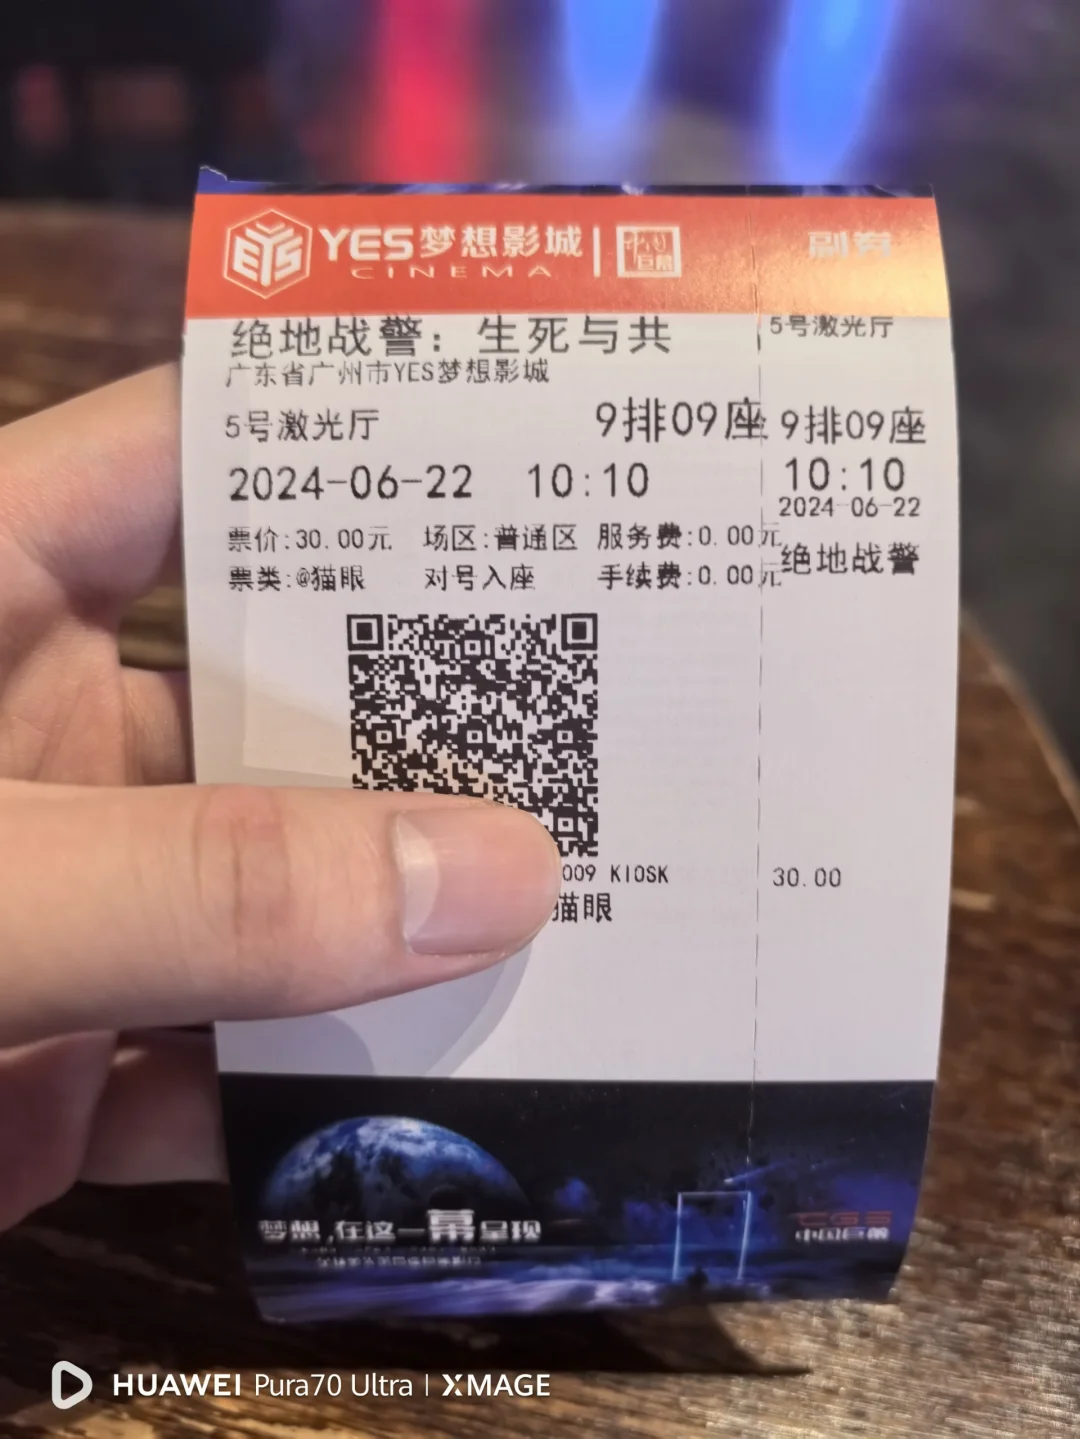 YES梦想影城
CINEMA
中国巨幕
副券
绝地战警：生死与共
5号激光厅
广东省广州市YES梦想影城
5号激光厅
9排09座
9排09座
2024-06-22 10:10
10:10
2024-06-22
票价:30.00元 场区:普通区 服务费:0.00元
绝地战警
票类:@猫眼 对号入座 手续费:0.00元
009 KIOSK
30.00
猫眼
梦想,在这一幕呈现
CGS
中国巨幕
HUAWEI Pura70 Ultra | XMAGE